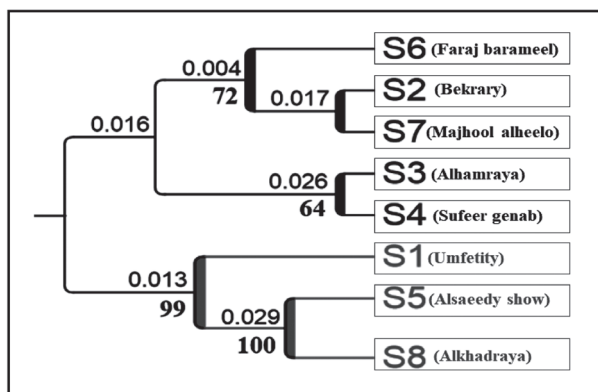 S6 (Faraj barameel)
0.004
72
S2 (Bekrary)
0.017
0.016
S7 (Majhool alheelo)
S3 (Alhamraya)
0.026
64
S4 (Sufeer genab)
S1 (Umfetity)
0.013
99
S5 (Alsaeedy show)
0.029
100
S8 (Alkhadraya)